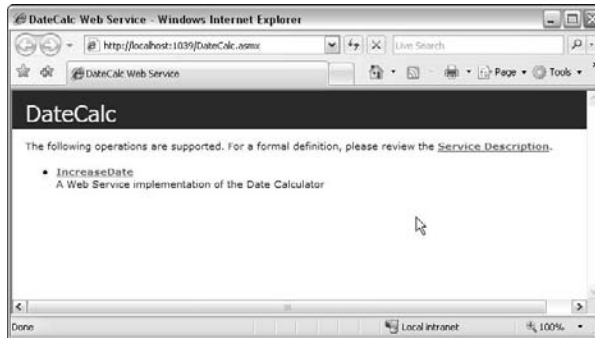 DateCalc Web Service - Windows Internet Explorer
http://localhost:1039/DateCalc.asmx
Live Search
DateCalc Web Service
Page
Tools
DateCalc
The following operations are supported. For a formal definition, please review the Service Description.
IncreaseDate
A Web Service implementation of the Date Calculator
Done
Local intranet
100%